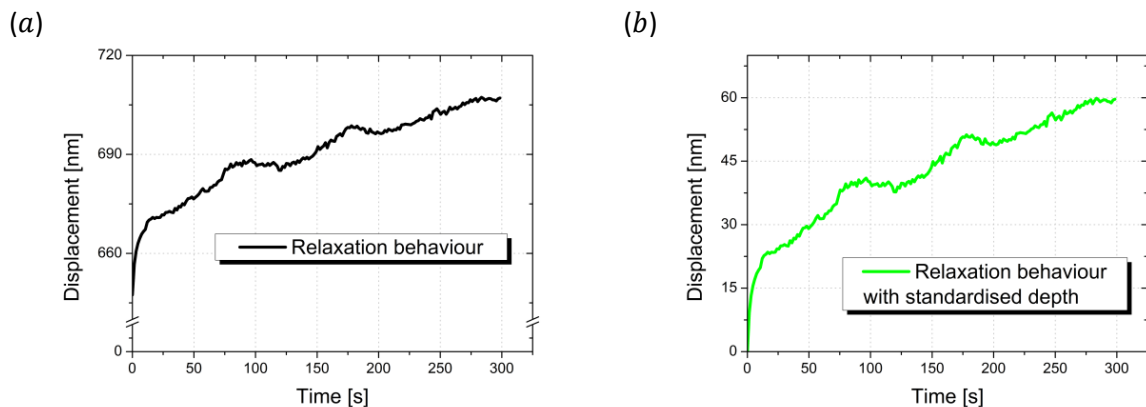 (a)
720
690
660
0
Displacement [nm]
Relaxation behaviour
0 50 100 150 200 250 300
Time [s]
(b)
60
45
30
15
0
Displacement [nm]
Relaxation behaviour
with standardised depth
0 50 100 150 200 250 300
Time [s]